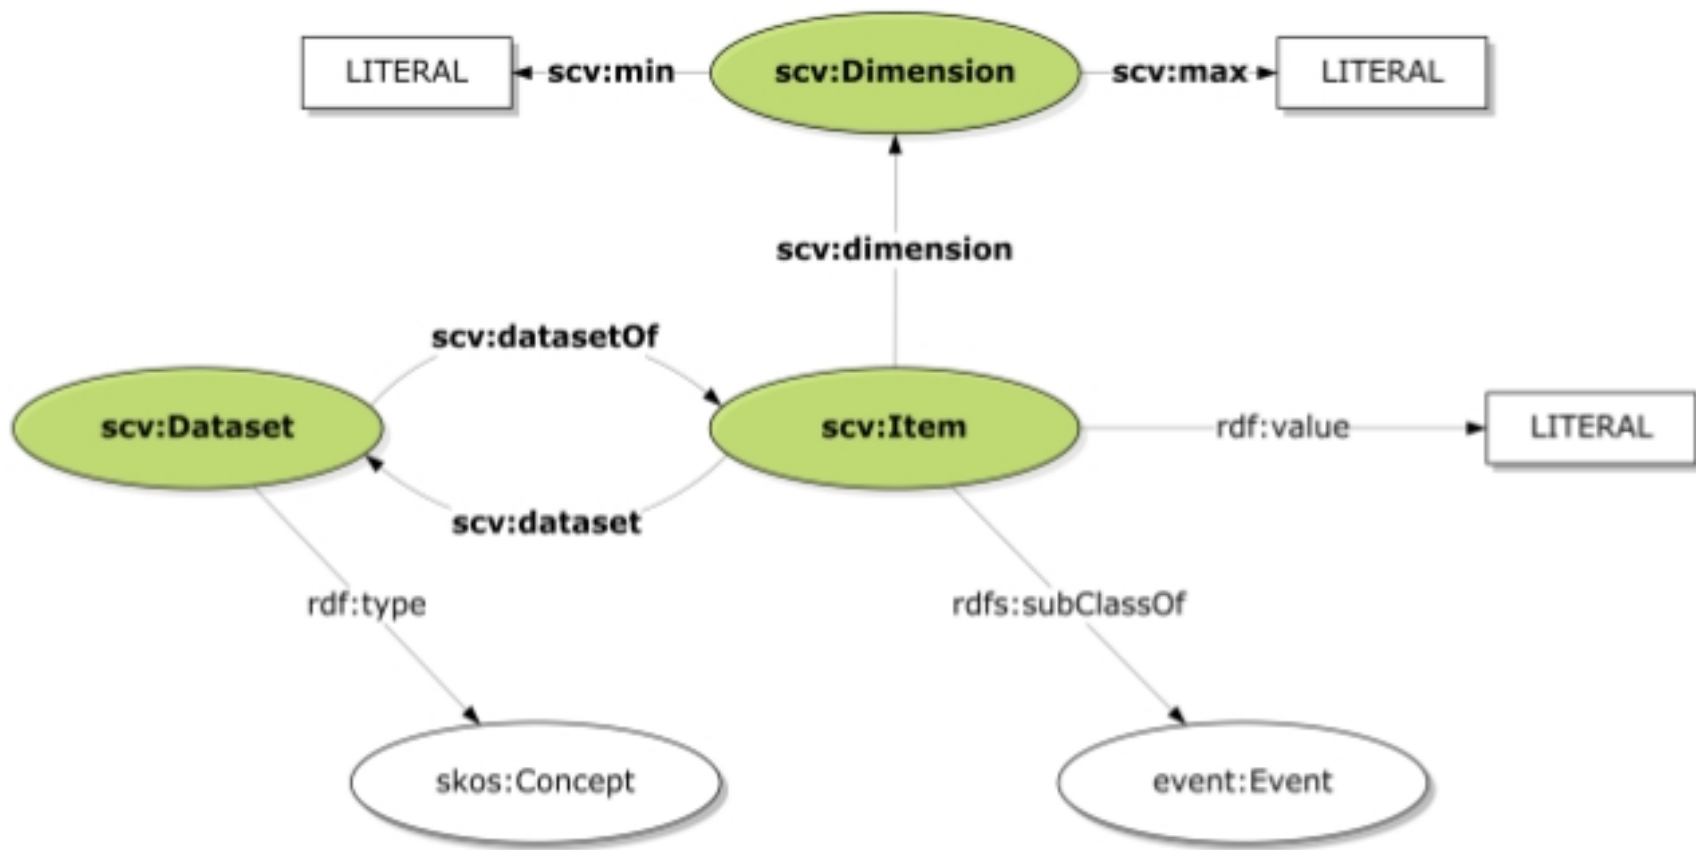 LITERAL
scv:min
scv:Dimension
scv:max
LITERAL
scv:dimension
scv:datasetOf
scv:Dataset
scv:Item
rdf:value
LITERAL
scv:dataset
rdf:type
rdfs:subClassOf
skos:Concept
event:Event